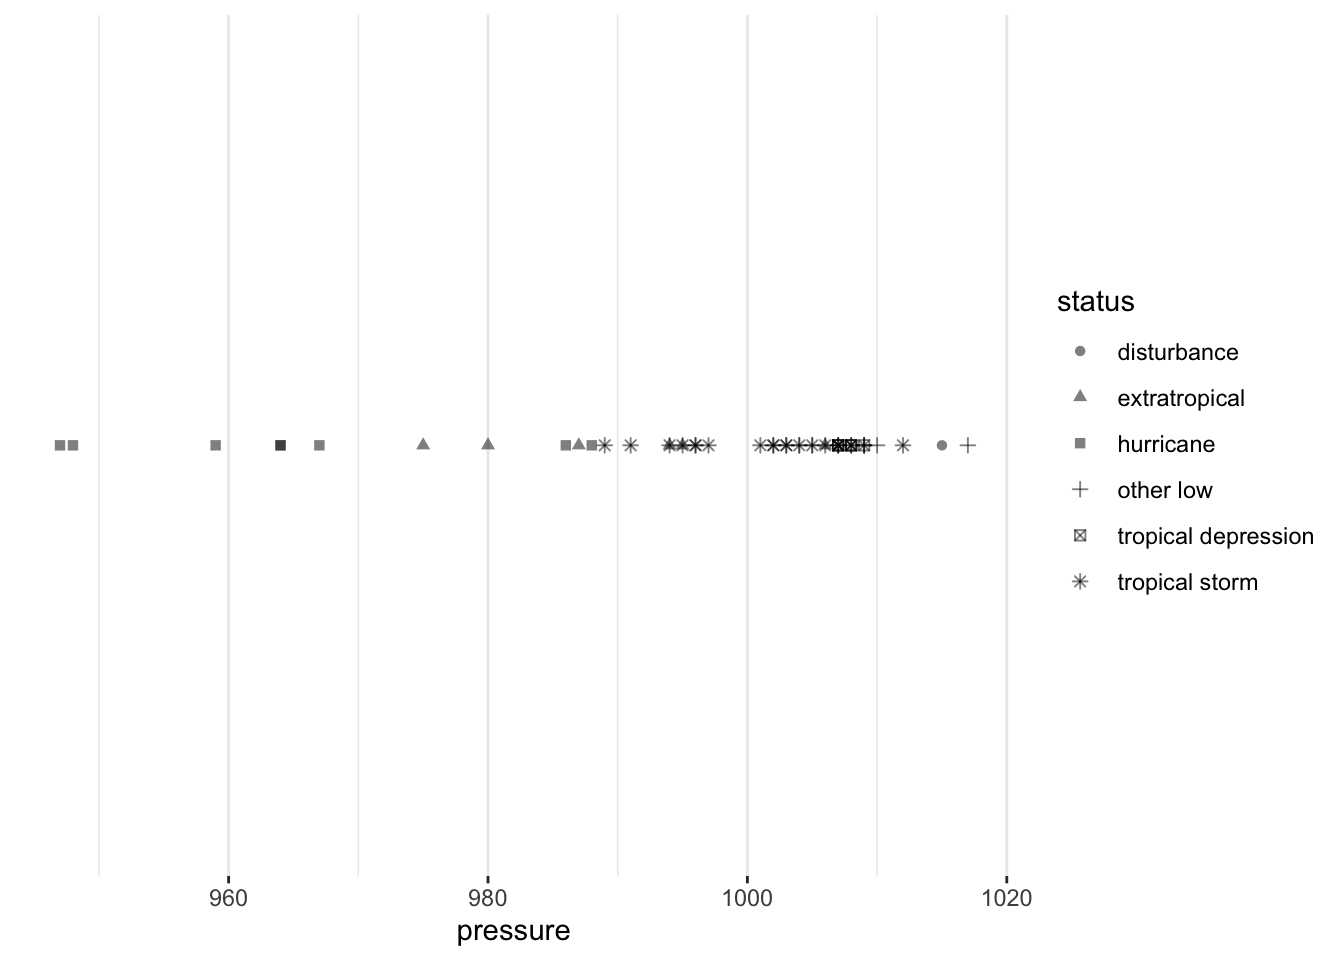 status
disturbance
extratropical
hurricane
other low
tropical depression
tropical storm
960 980 1000 1020
pressure